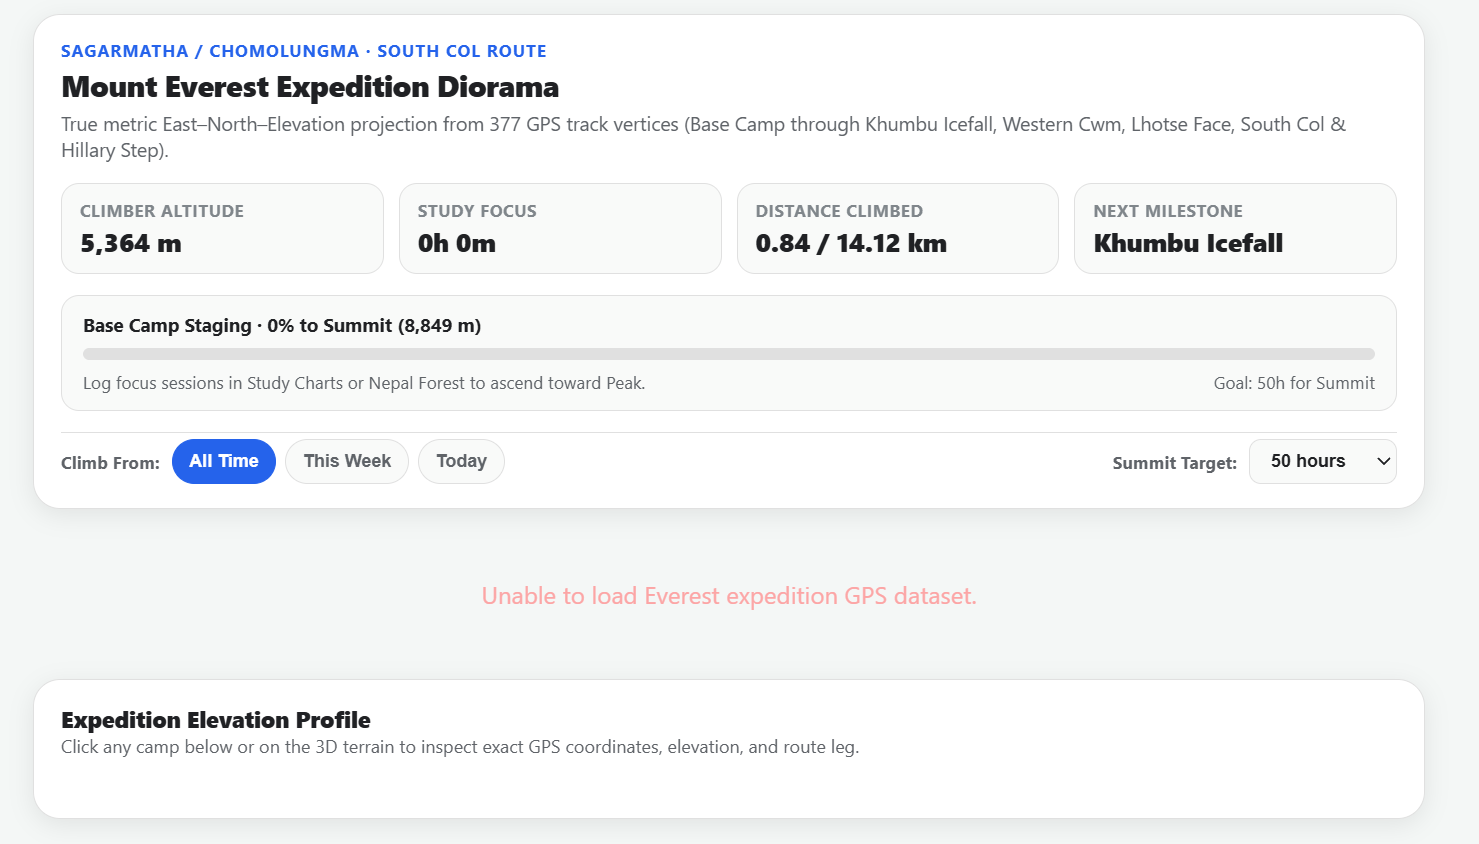 SAGARMATHA / CHOMOLUNGMA · SOUTH COL ROUTE
Mount Everest Expedition Diorama
True metric East–North–Elevation projection from 377 GPS track vertices (Base Camp through Khumbu Icefall, Western Cwm, Lhotse Face, South Col &
Hillary Step).
CLIMBER ALTITUDE
5,364 m
STUDY FOCUS
0h 0m
DISTANCE CLIMBED
0.84 / 14.12 km
NEXT MILESTONE
Khumbu Icefall
Base Camp Staging · 0% to Summit (8,849 m)
Log focus sessions in Study Charts or Nepal Forest to ascend toward Peak.
Goal: 50h for Summit
Climb From:
All Time
This Week
Today
Summit Target:
50 hours
Unable to load Everest expedition GPS dataset.
Expedition Elevation Profile
Click any camp below or on the 3D terrain to inspect exact GPS coordinates, elevation, and route leg.